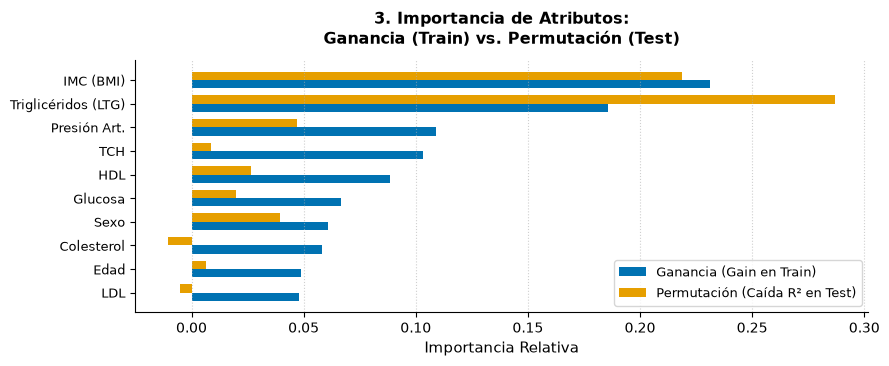 3. Importancia de Atributos:
Ganancia (Train) vs. Permutación (Test)
IMC (BMI)
Triglicéridos (LTG)
Presión Art.
TCH
HDL
Glucosa
Sexo
Colesterol
Edad
LDL
Ganancia (Gain en Train)
Permutación (Caída R² en Test)
0.00 0.05 0.10 0.15 0.20 0.25 0.30
Importancia Relativa